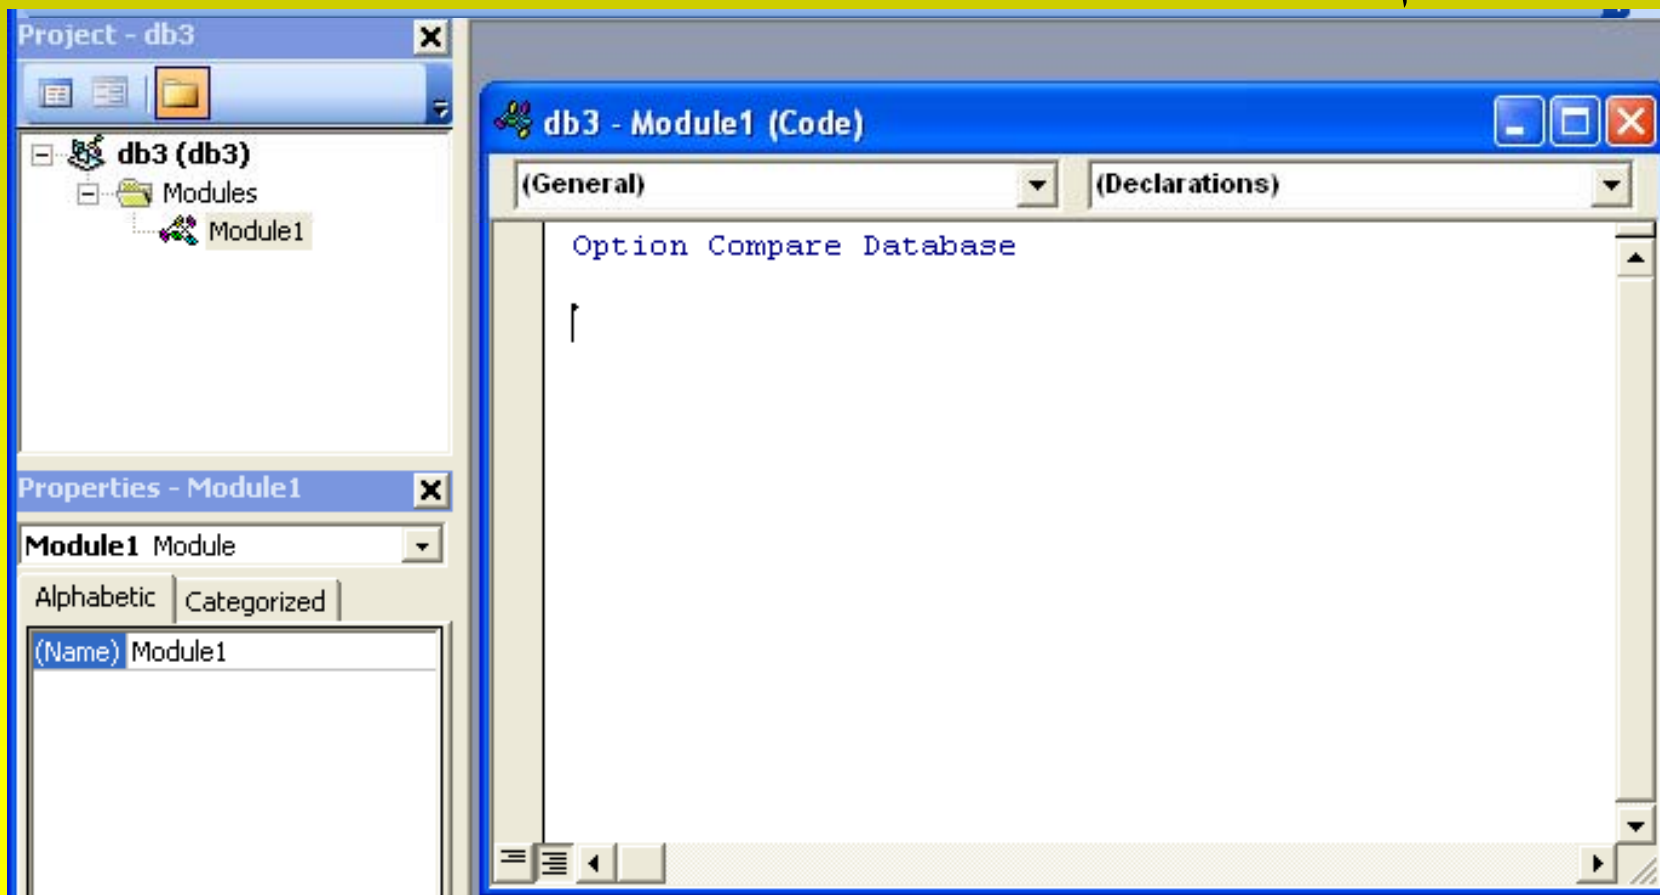 Project - db3
db3 (db3)
Modules
Module1
Properties - Module1
Module1 Module
Alphabetic Categorized
(Name) Module1
db3 - Module1 (Code)
(General) (Declarations)
Option Compare Database